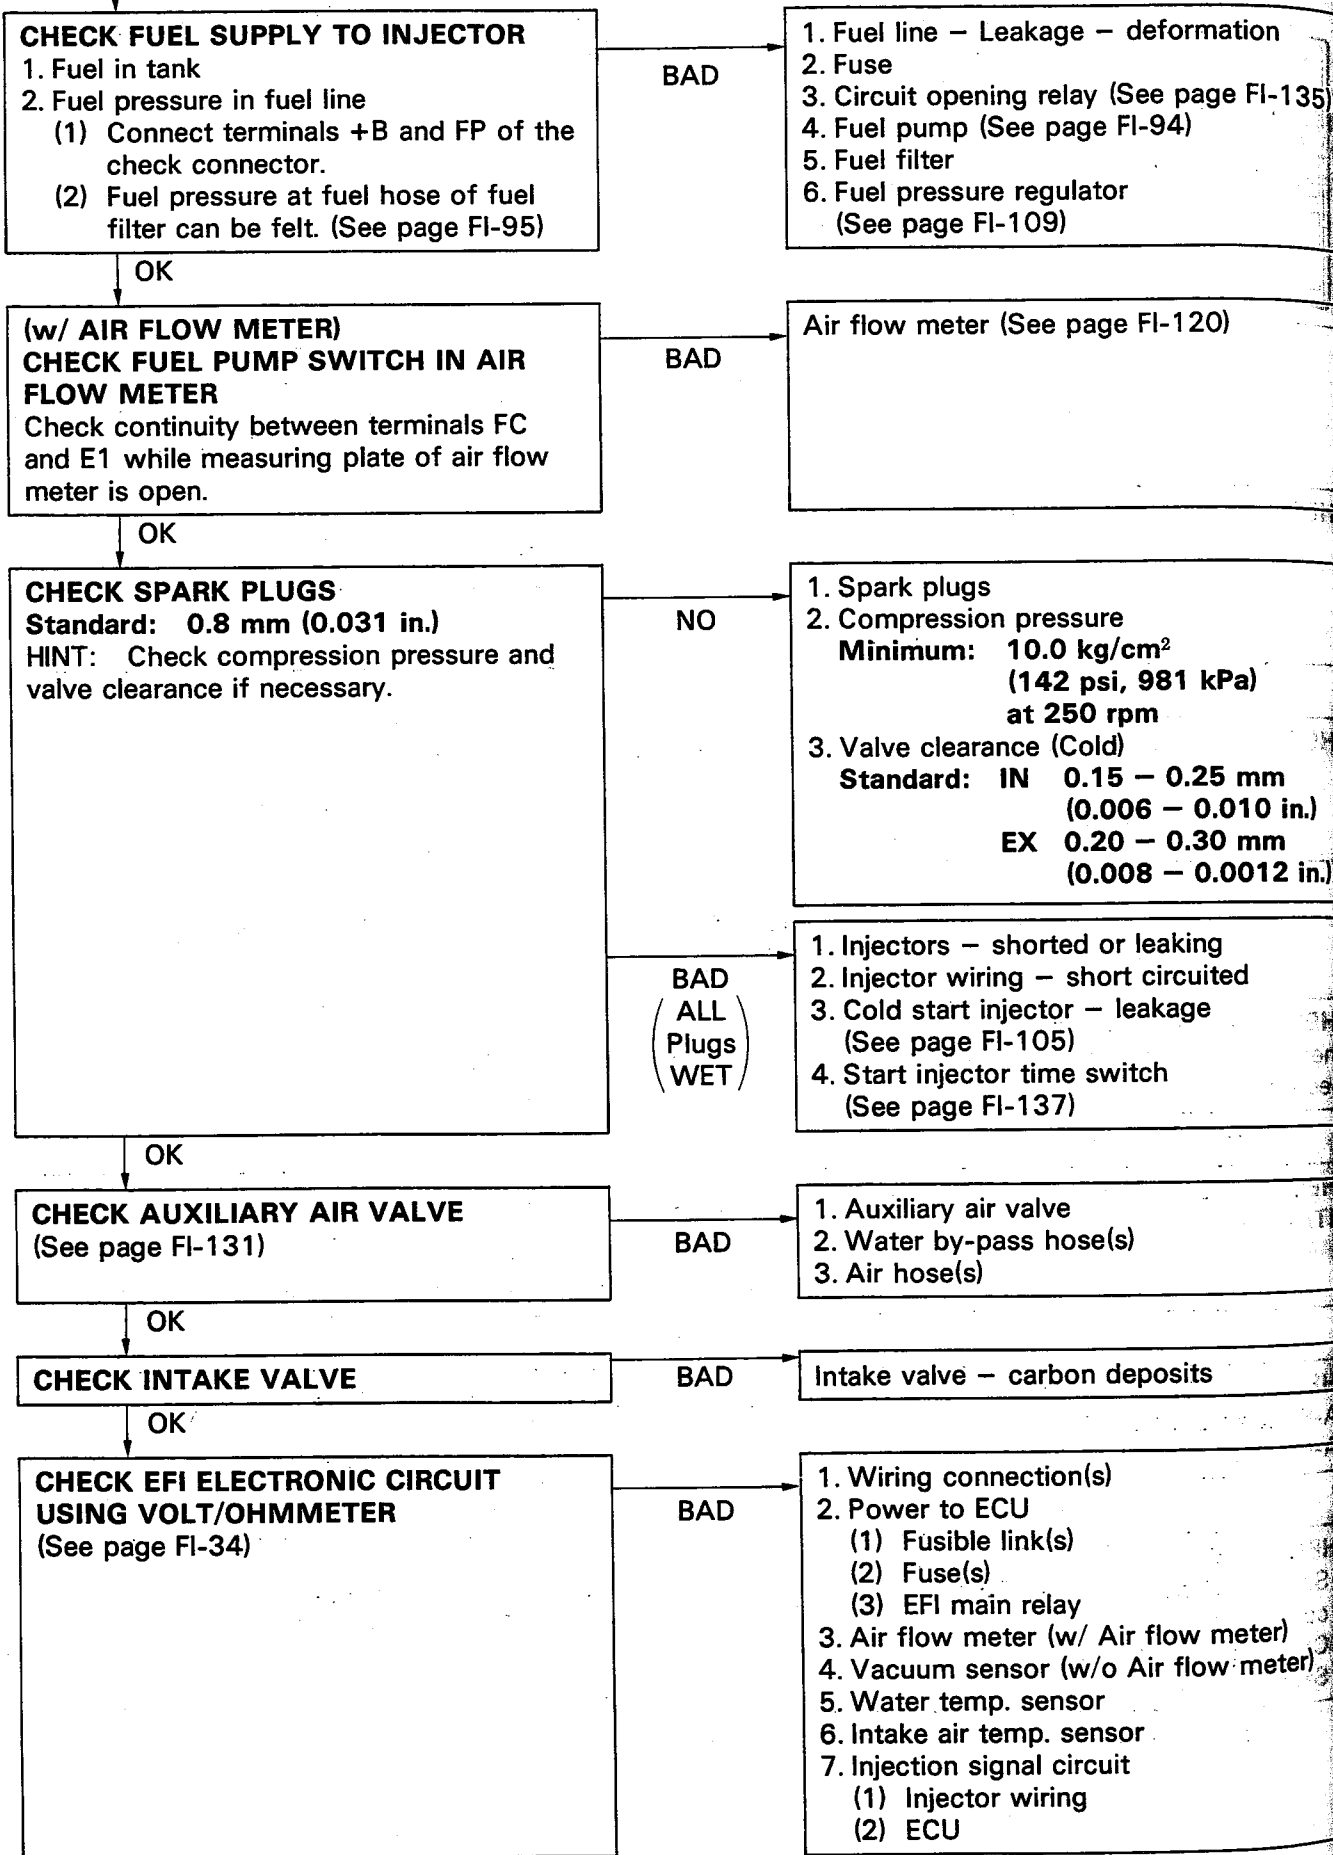 CHECK FUEL SUPPLY TO INJECTOR
1. Fuel in tank
2. Fuel pressure in fuel line
(1) Connect terminals +B and FP of the
check connector.
(2) Fuel pressure at fuel hose of fuel
filter can be felt. (See page FI-95)
BAD
1. Fuel line – Leakage – deformation
2. Fuse
3. Circuit opening relay (See page FI-135)
4. Fuel pump (See page FI-94)
5. Fuel filter
6. Fuel pressure regulator
(See page FI-109)
OK
(w/ AIR FLOW METER)
CHECK FUEL PUMP SWITCH IN AIR
FLOW METER
Check continuity between terminals FC
and E1 while measuring plate of air flow
meter is open.
BAD
Air flow meter (See page FI-120)
OK
CHECK SPARK PLUGS
Standard: 0.8 mm (0.031 in.)
HINT: Check compression pressure and
valve clearance if necessary.
NO
1. Spark plugs
2. Compression pressure
Minimum: 10.0 kg/cm²
(142 psi, 981 kPa)
at 250 rpm
3. Valve clearance (Cold)
Standard: IN 0.15 – 0.25 mm
(0.006 – 0.010 in.)
EX 0.20 – 0.30 mm
(0.008 – 0.0012 in.)
BAD
(ALL
Plugs
WET)
1. Injectors – shorted or leaking
2. Injector wiring – short circuited
3. Cold start injector – leakage
(See page FI-105)
4. Start injector time switch
(See page FI-137)
OK
CHECK AUXILIARY AIR VALVE
(See page FI-131)
BAD
1. Auxiliary air valve
2. Water by-pass hose(s)
3. Air hose(s)
OK
CHECK INTAKE VALVE
BAD
Intake valve – carbon deposits
OK
CHECK EFI ELECTRONIC CIRCUIT
USING VOLT/OHMMETER
(See page FI-34)
BAD
1. Wiring connection(s)
2. Power to ECU
(1) Fusible link(s)
(2) Fuse(s)
(3) EFI main relay
3. Air flow meter (w/ Air flow meter)
4. Vacuum sensor (w/o Air flow meter)
5. Water temp. sensor
6. Intake air temp. sensor
7. Injection signal circuit
(1) Injector wiring
(2) ECU